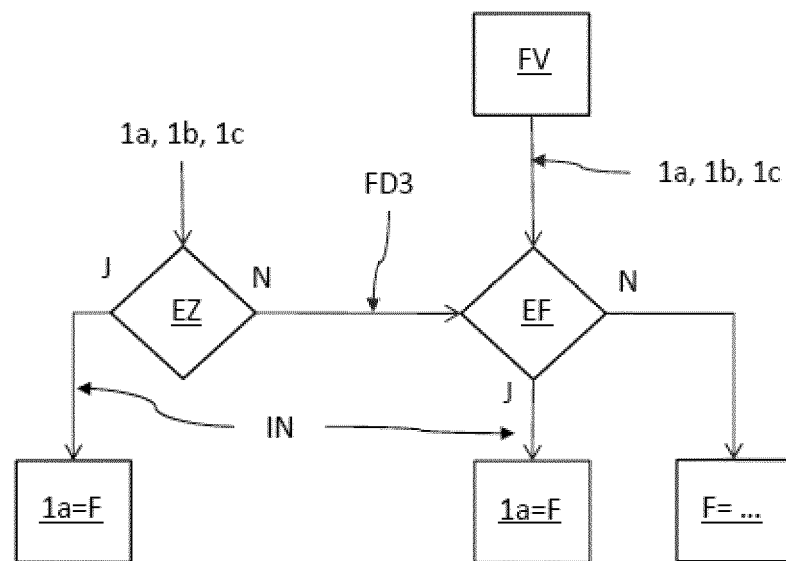 FV
1a, 1b, 1c
1a, 1b, 1c
FD3
J
N
N
EZ
EF
J
IN
1a=F
1a=F
F= ...